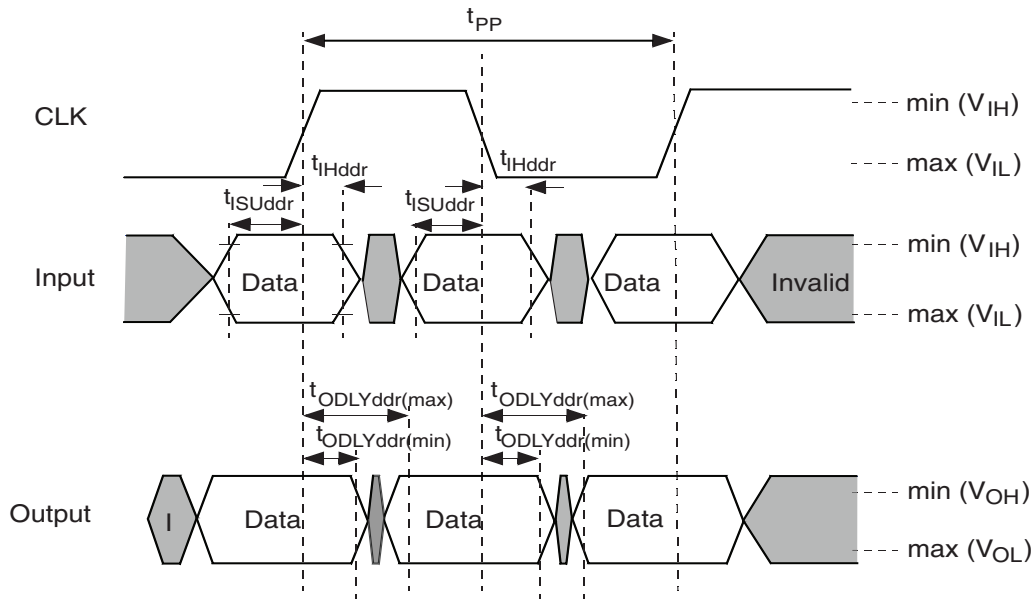 tPP
CLK
min (VIH)
max (VIL)
tIHddr
tIHddr
tISUddr
tISUddr
Input
Data
Data
Data
Invalid
min (VIH)
max (VIL)
tODLYddr(max)
tODLYddr(max)
tODLYddr(min)
tODLYddr(min)
Output
I
Data
Data
Data
min (VOH)
max (VOL)